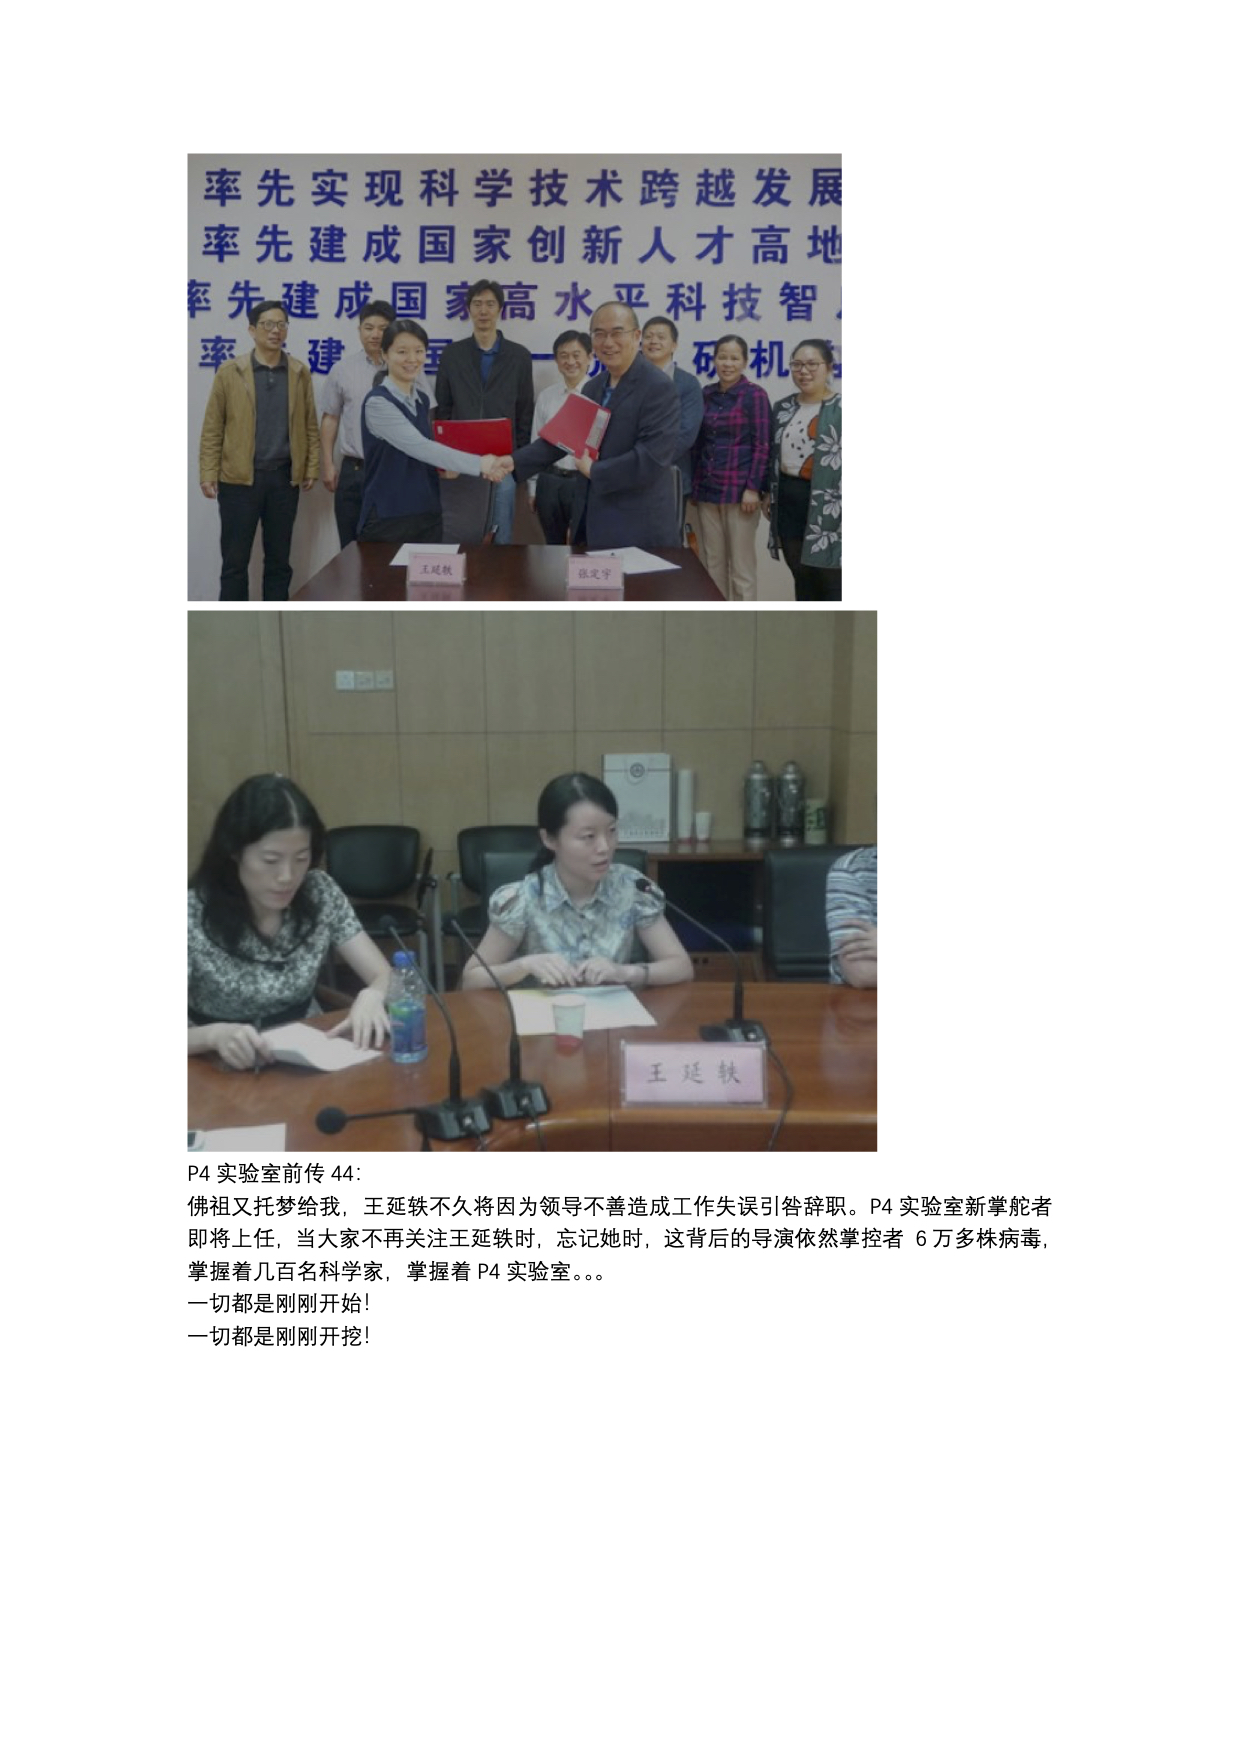 率先实现科学技术跨越发展
率先建成国家创新人才高地
率先建成国家高水平科技智
率 建 国 一 研机
王延轶
张定宇
王延轶
P4 实验室前传 44：
佛祖又托梦给我，王延轶不久将因为领导不善造成工作失误引咎辞职。P4 实验室新掌舵者
即将上任，当大家不再关注王延轶时，忘记她时，这背后的导演依然掌控者 6 万多株病毒，
掌握着几百名科学家，掌握着 P4 实验室。。。
一切都是刚刚开始！
一切都是刚刚开挖！